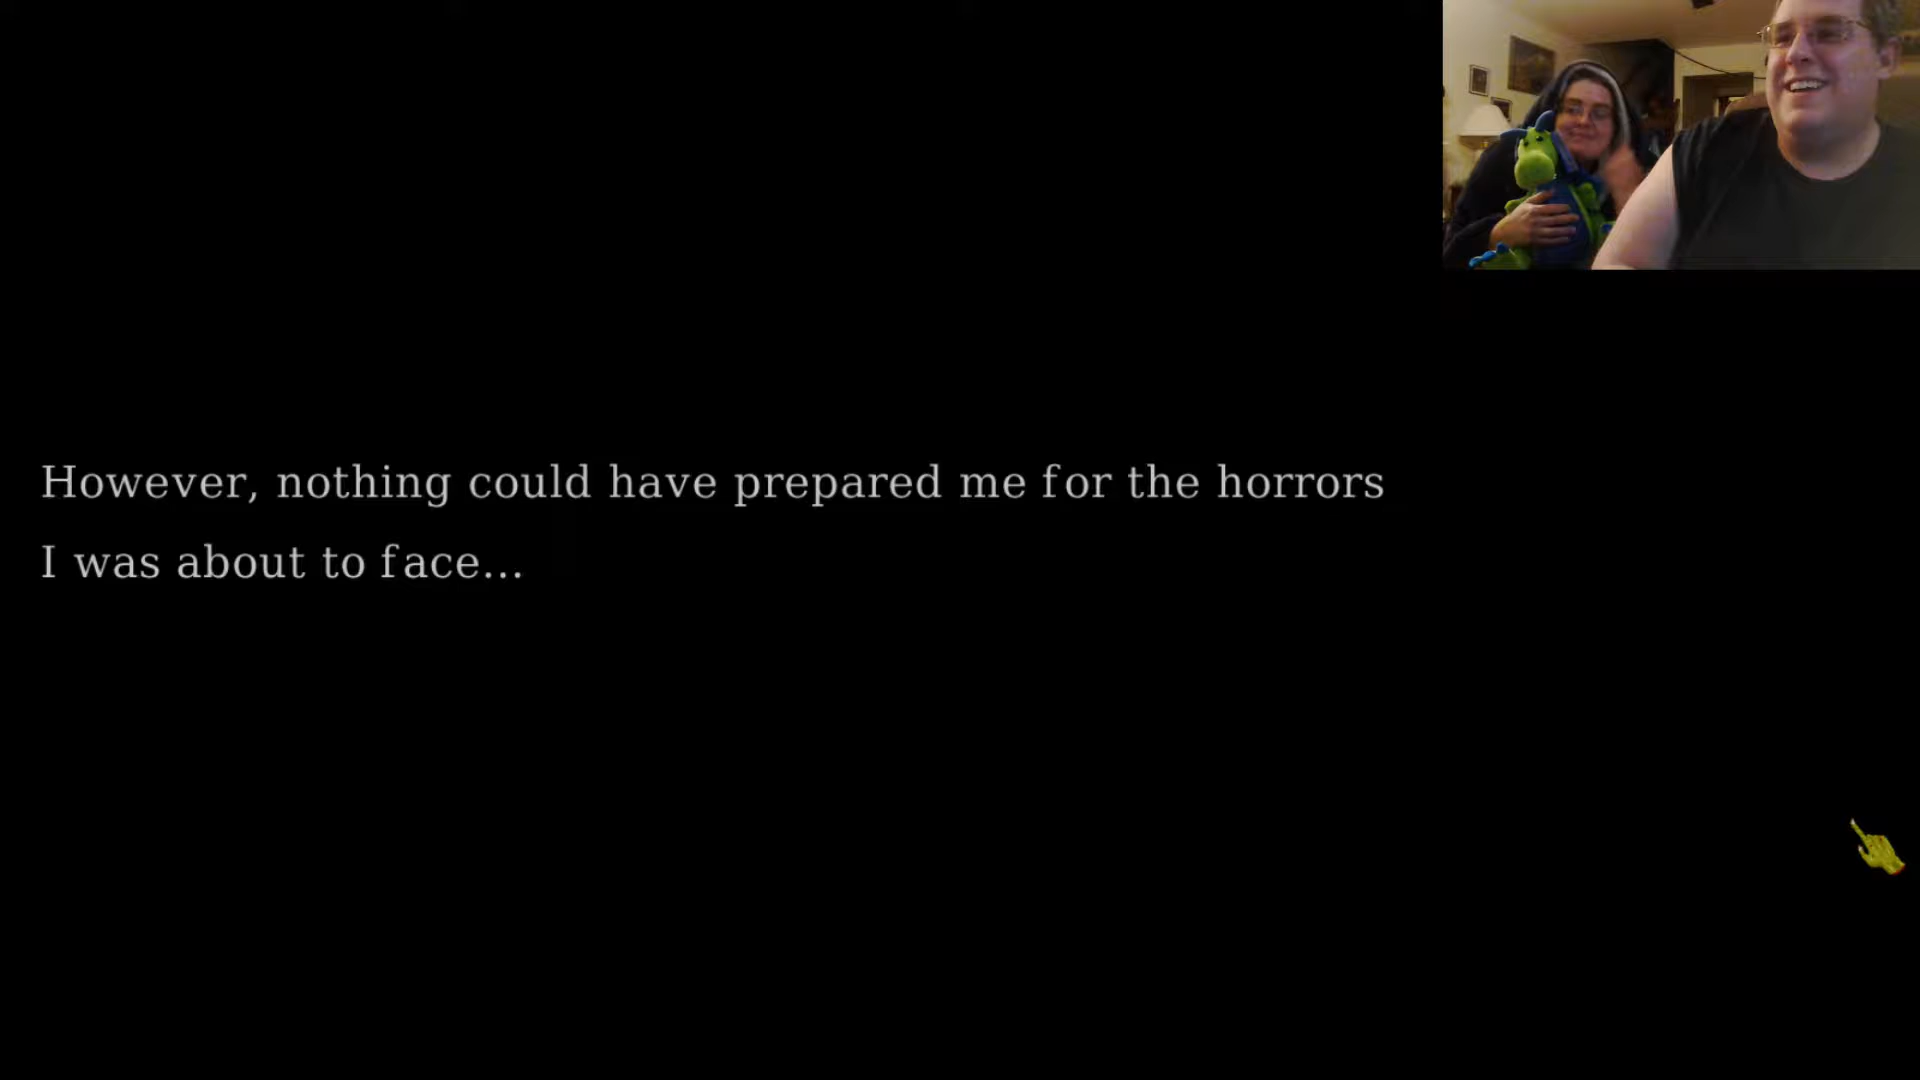 However, nothing could have prepared me for the horrors
I was about to face...